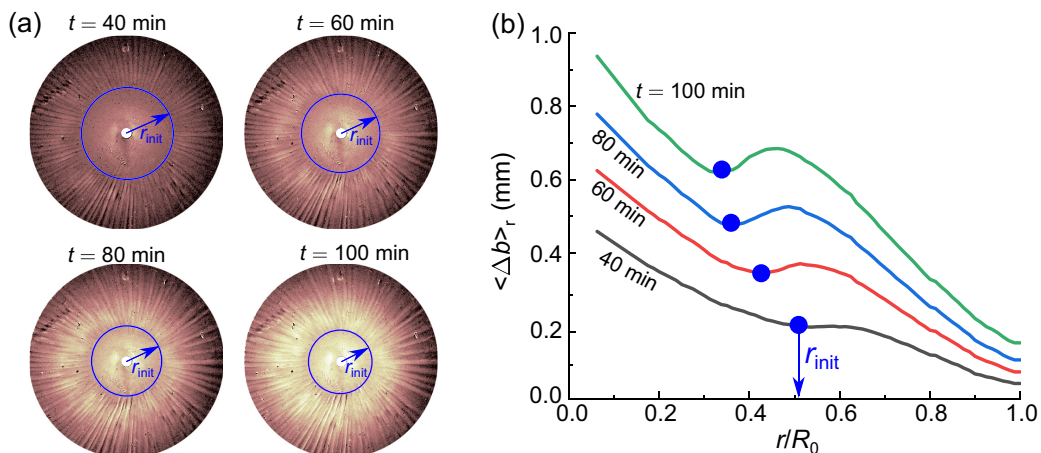 (a)
t = 40 min
t = 60 min
r_init
r_init
t = 80 min
t = 100 min
r_init
r_init
(b)
1.0
0.8
0.6
0.4
0.2
0.0
<Δb>_r (mm)
t = 100 min
80 min
60 min
40 min
r_init
0.0 0.2 0.4 0.6 0.8 1.0
r/R_0